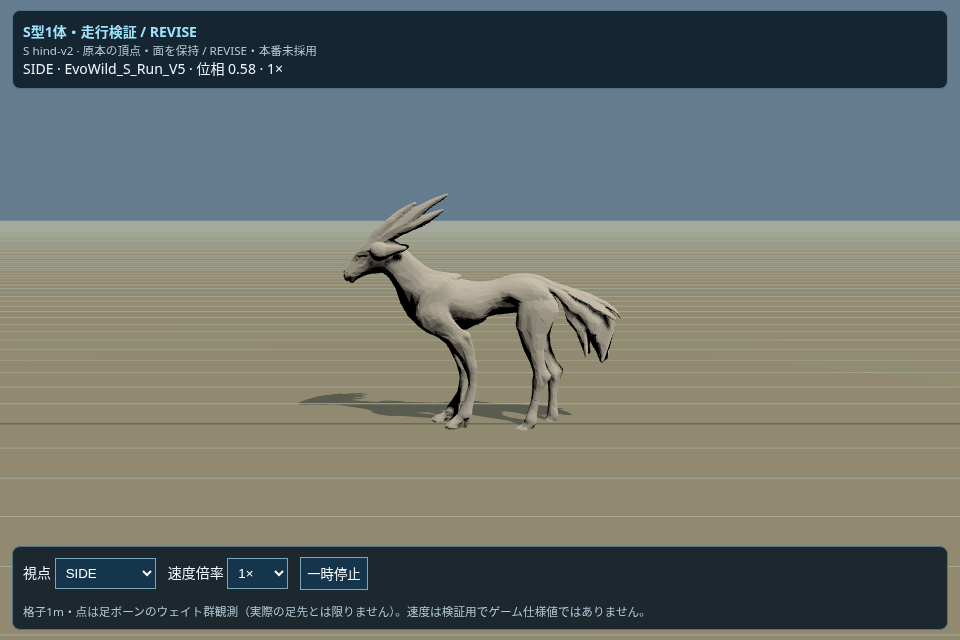 S型1体・走行検証 / REVISE
S hind-v2 · 原本の頂点・面を保持 / REVISE・本番未採用
SIDE · EvoWild_S_Run_V5 · 位相 0.58 · 1×
視点 SIDE 速度倍率 1× 一時停止
格子1m・点は足ボーンのウェイト群観測（実際の足先とは限りません）。速度は検証用でゲーム仕様値ではありません。